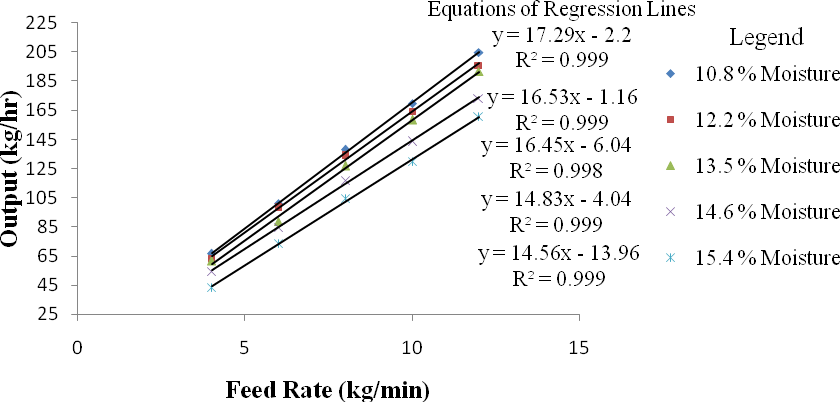 Equations of Regression Lines
225
205
185
165
145
125
105
85
65
45
25
Output (kg/hr)
y = 17.29x - 2.2
R² = 0.999
y = 16.53x - 1.16
R² = 0.999
y = 16.45x - 6.04
R² = 0.998
y = 14.83x - 4.04
R² = 0.999
y = 14.56x - 13.96
R² = 0.999
Legend
10.8 % Moisture
12.2 % Moisture
13.5 % Moisture
14.6 % Moisture
15.4 % Moisture
0 5 10 15
Feed Rate (kg/min)